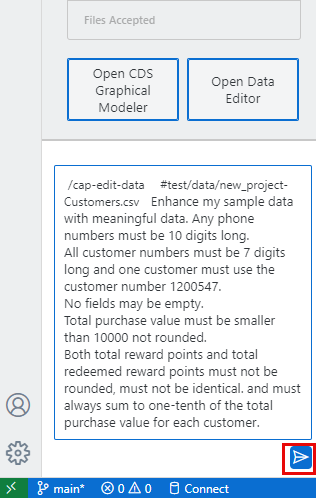 Files Accepted
Open CDS
Graphical
Modeler
Open Data
Editor
/cap-edit-data #test/data/new_project-
Customers.csv Enhance my sample data
with meaningful data. Any phone
numbers must be 10 digits long.
All customer numbers must be 7 digits
long and one customer must use the
customer number 1200547.
No fields may be empty.
Total purchase value must be smaller
than 10000 not rounded.
Both total reward points and total
redeemed reward points must not be
rounded, must not be identical. and must
always sum to one-tenth of the total
purchase value for each customer.
main* 0 0 Connect